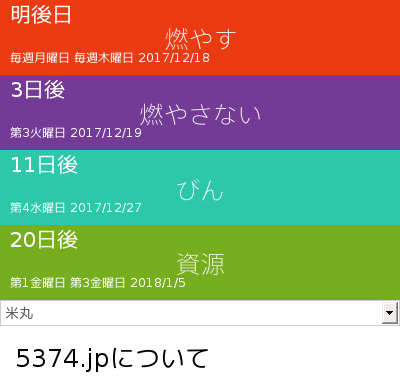 明後日
燃やす
毎週月曜日 毎週木曜日 2017/12/18
3日後
燃やさない
第3火曜日 2017/12/19
11日後
びん
第4水曜日 2017/12/27
20日後
資源
第1金曜日 第3金曜日 2018/1/5
米丸
5374.jpについて